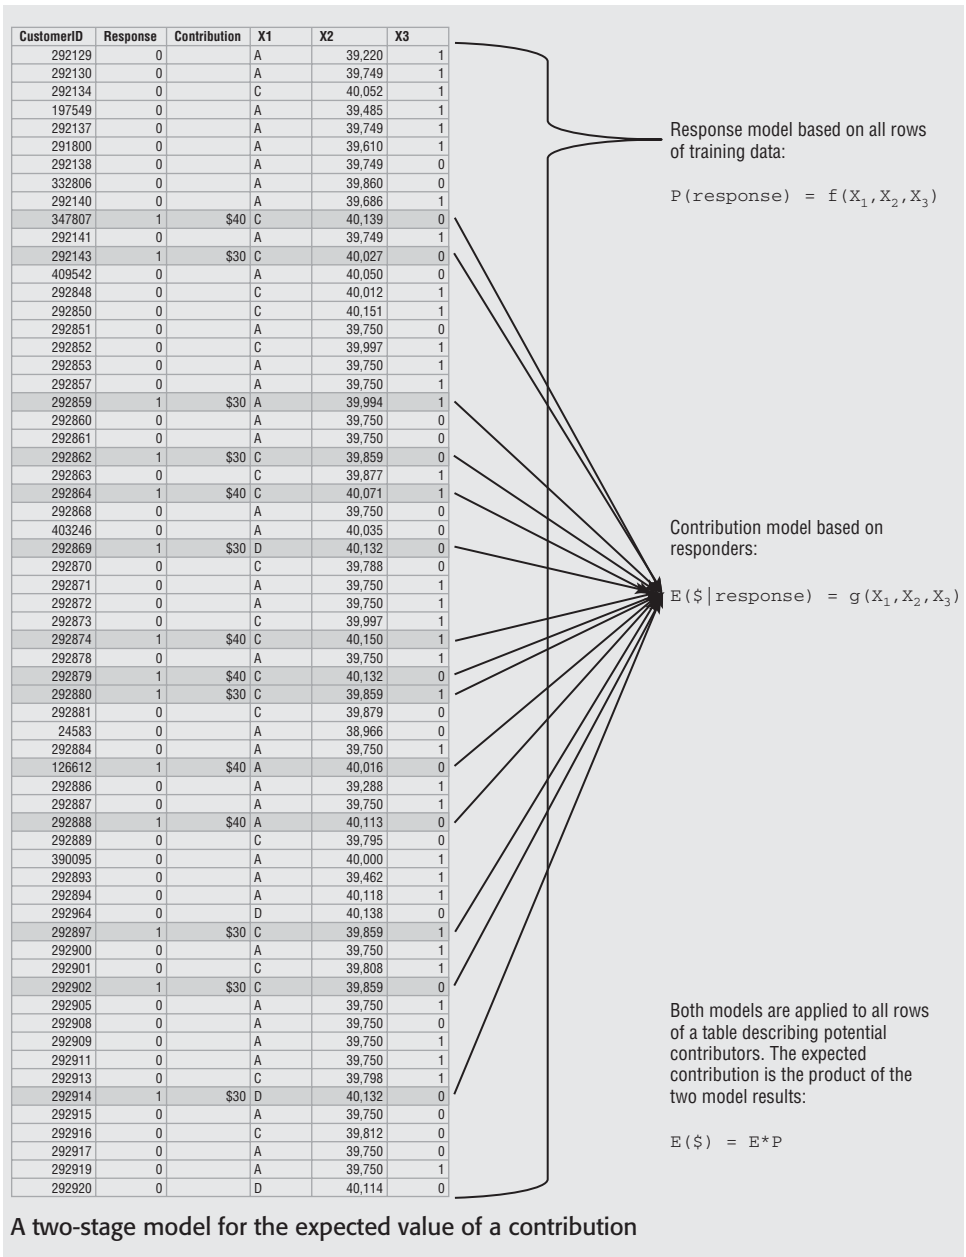 CustomerID Response Contribution X1 X2 X3
292129 0 A 39,220 1
292130 0 A 39,749 1
292134 0 C 40,052 1
197549 0 A 39,485 1
292137 0 A 39,749 1
291800 0 A 39,610 1
292138 0 A 39,749 0
332806 0 A 39,860 0
292140 0 A 39,686 1
347807 1 $40 C 40,139 0
292141 0 A 39,749 1
292143 1 $30 C 40,027 0
409542 0 A 40,050 0
292848 0 C 40,012 1
292850 0 C 40,151 1
292851 0 A 39,750 0
292852 0 C 39,997 1
292853 0 A 39,750 1
292857 0 A 39,750 1
292859 1 $30 A 39,994 1
292860 0 A 39,750 0
292861 0 A 39,750 0
292862 1 $30 C 39,859 0
292863 0 C 39,877 1
292864 1 $40 C 40,071 1
292868 0 A 39,750 0
403246 0 A 40,035 0
292869 1 $30 D 40,132 0
292870 0 C 39,788 0
292871 0 A 39,750 1
292872 0 A 39,750 1
292873 0 C 39,997 1
292874 1 $40 C 40,150 1
292878 0 A 39,750 1
292879 1 $40 C 40,132 0
292880 1 $30 C 39,859 1
292881 0 C 39,879 0
24583 0 A 38,966 0
292884 0 A 39,750 1
126612 1 $40 A 40,016 0
292886 0 A 39,288 1
292887 0 A 39,750 1
292888 1 $40 A 40,113 0
292889 0 C 39,795 0
390095 0 A 40,000 1
292893 0 A 39,462 1
292894 0 A 40,118 1
292964 0 D 40,138 0
292897 1 $30 C 39,859 1
292900 0 A 39,750 1
292901 0 C 39,808 1
292902 1 $30 C 39,859 0
292905 0 A 39,750 1
292908 0 A 39,750 0
292909 0 A 39,750 1
292911 0 A 39,750 1
292913 0 C 39,798 1
292914 1 $30 D 40,132 0
292915 0 A 39,750 0
292916 0 C 39,812 0
292917 0 A 39,750 0
292919 0 A 39,750 1
292920 0 D 40,114 0
Response model based on all rows
of training data:
P(response) = f(X₁,X₂,X₃)
Contribution model based on
responders:
E($|response) = g(X₁,X₂,X₃)
Both models are applied to all rows
of a table describing potential
contributors. The expected
contribution is the product of the
two model results:
E($) = E*P
A two-stage model for the expected value of a contribution